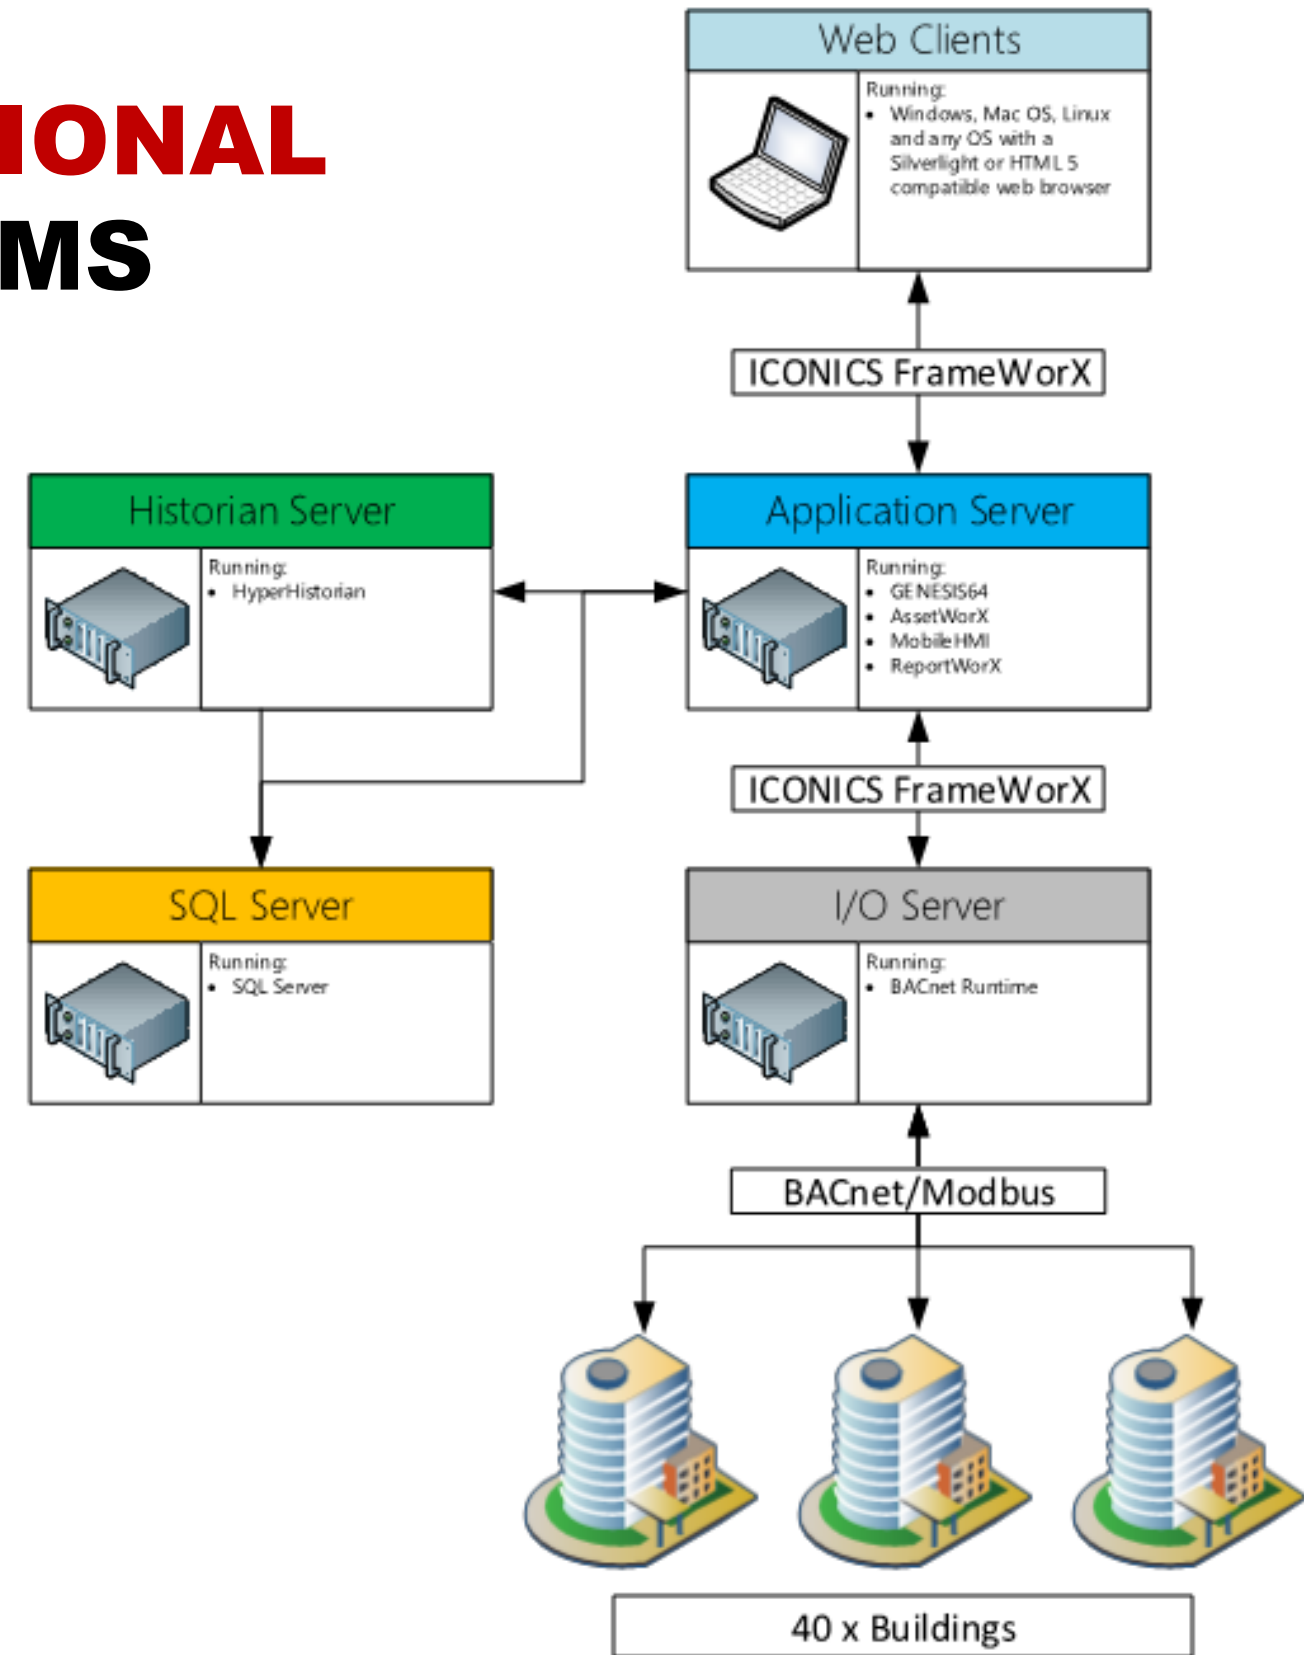 IONAL
MS
Web Clients
Running:
• Windows, Mac OS, Linux
and any OS with a
Silverlight or HTML 5
compatible web browser
ICONICS FrameWorX
Historian Server
Running:
• HyperHistorian
Application Server
Running:
• GENESIS64
• AssetWorX
• MobileHMI
• ReportWorX
ICONICS FrameWorX
SQL Server
Running:
• SQL Server
I/O Server
Running:
• BACnet Runtime
BACnet/Modbus
40 x Buildings